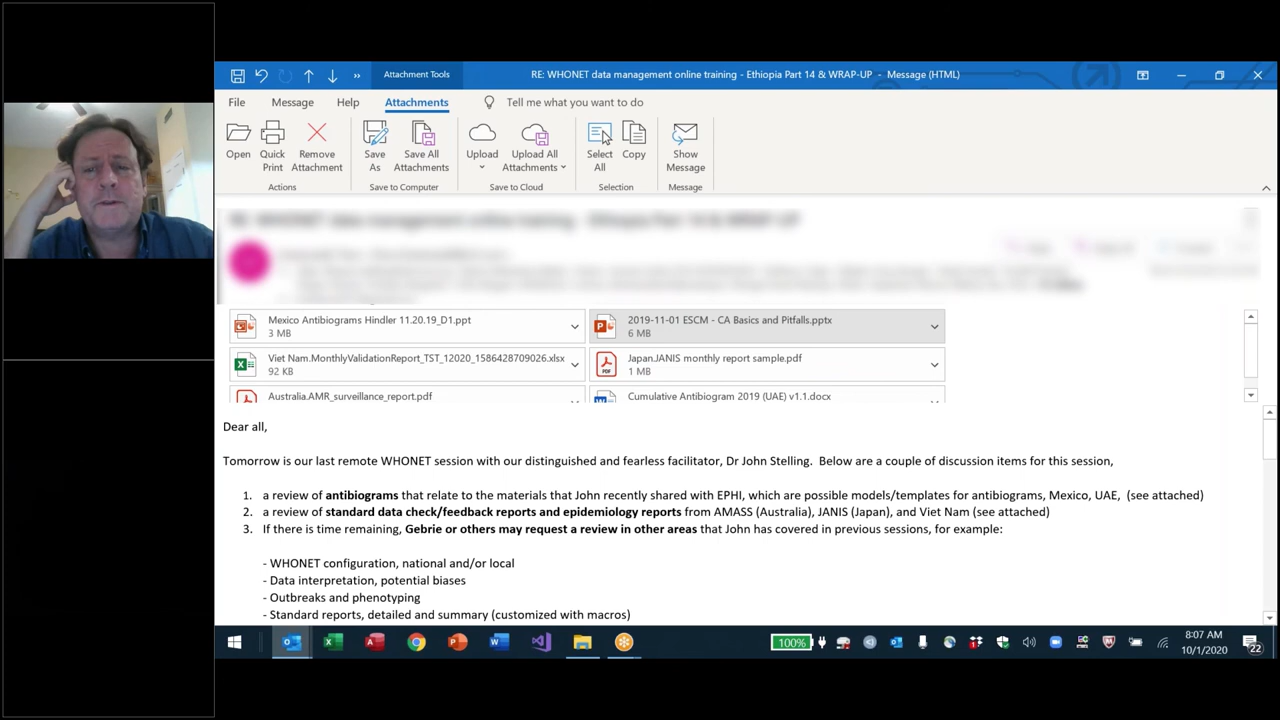 Attachment Tools
RE: WHONET data management online training - Ethiopia Part 14 & WRAP-UP - Message (HTML)
File Message Help Attachments Tell me what you want to do
Open Quick Print Remove Attachment Save As Save All Attachments Upload Upload All Attachments Select All Copy Show Message
Actions Save to Computer Save to Cloud Selection Message
RE: WHONET data management online training - Ethiopia Part 14 & WRAP-UP
Mexico Antibiograms Hindler 11.20.19_D1.ppt
3 MB
2019-11-01 ESCM - CA Basics and Pitfalls.pptx
6 MB
Viet Nam.MonthlyValidationReport_TST_12020_1586428709026.xlsx
92 KB
Japan.JANIS monthly report sample.pdf
1 MB
Australia.AMR_surveillance_report.pdf
Cumulative Antibiogram 2019 (UAE) v1.1.docx
Dear all,
Tomorrow is our last remote WHONET session with our distinguished and fearless facilitator, Dr John Stelling. Below are a couple of discussion items for this session,
1. a review of antibiograms that relate to the materials that John recently shared with EPHI, which are possible models/templates for antibiograms, Mexico, UAE, (see attached)
2. a review of standard data check/feedback reports and epidemiology reports from AMASS (Australia), JANIS (Japan), and Viet Nam (see attached)
3. If there is time remaining, Gebrie or others may request a review in other areas that John has covered in previous sessions, for example:
- WHONET configuration, national and/or local
- Data interpretation, potential biases
- Outbreaks and phenotyping
- Standard reports, detailed and summary (customized with macros)
100%
8:07 AM
10/1/2020
22